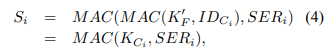 S_i = MAC(MAC(K'_F, ID_{C_i}), SER_i) (4)
= MAC(K_{C_i}, SER_i),